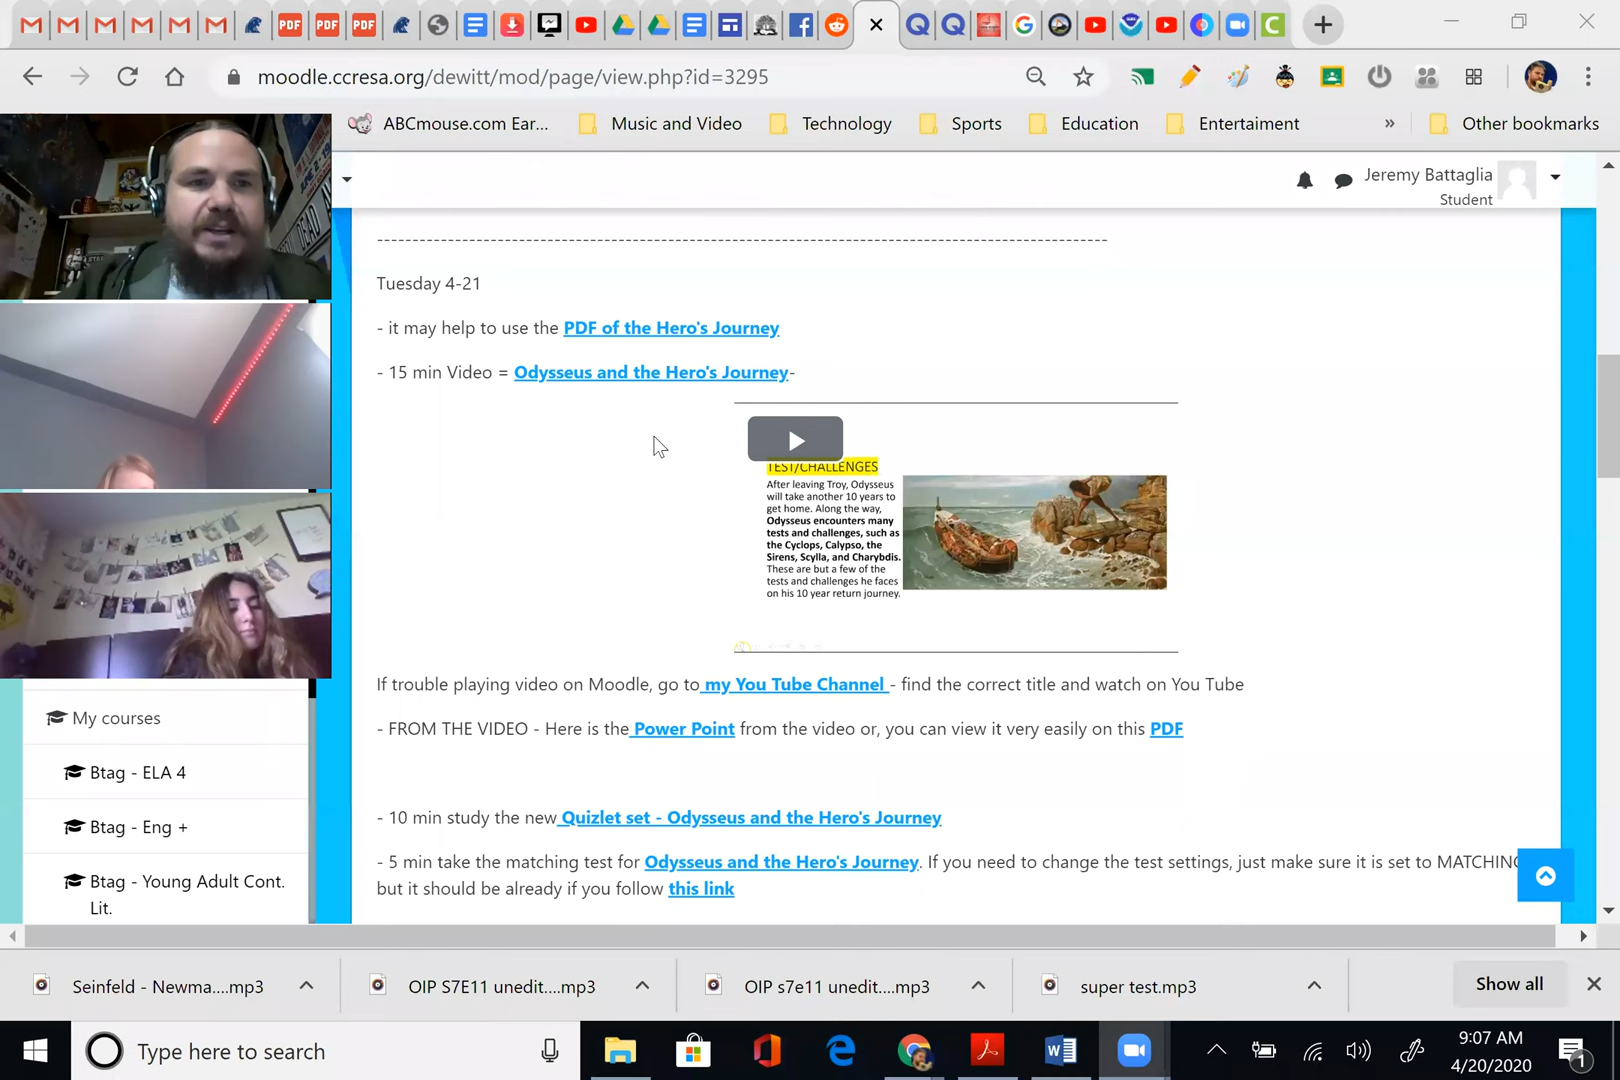 moodle.ccresa.org/dewitt/mod/page/view.php?id=3295
ABCmouse.com Ear...
Music and Video
Technology
Sports
Education
Entertaiment
»
Other bookmarks
Jeremy Battaglia
Student
Tuesday 4-21
- it may help to use the PDF of the Hero's Journey
- 15 min Video = Odysseus and the Hero's Journey-
TEST/CHALLENGES
After leaving Troy, Odysseus
will take another 10 years to
get home. Along the way,
Odysseus encounters many
tests and challenges, such as
the Cyclops, Calypso, the
Sirens, Scylla, and Charybdis.
These are but a few of the
tests and challenges he faces
on his 10 year return journey.
If trouble playing video on Moodle, go to my You Tube Channel - find the correct title and watch on You Tube
- FROM THE VIDEO - Here is the Power Point from the video or, you can view it very easily on this PDF
- 10 min study the new Quizlet set - Odysseus and the Hero's Journey
- 5 min take the matching test for Odysseus and the Hero's Journey. If you need to change the test settings, just make sure it is set to MATCHING
but it should be already if you follow this link
My courses
Btag - ELA 4
Btag - Eng +
Btag - Young Adult Cont.
Lit.
Seinfeld - Newma....mp3
OIP S7E11 unedit....mp3
OIP s7e11 unedit....mp3
super test.mp3
Show all
Type here to search
9:07 AM
4/20/2020
1